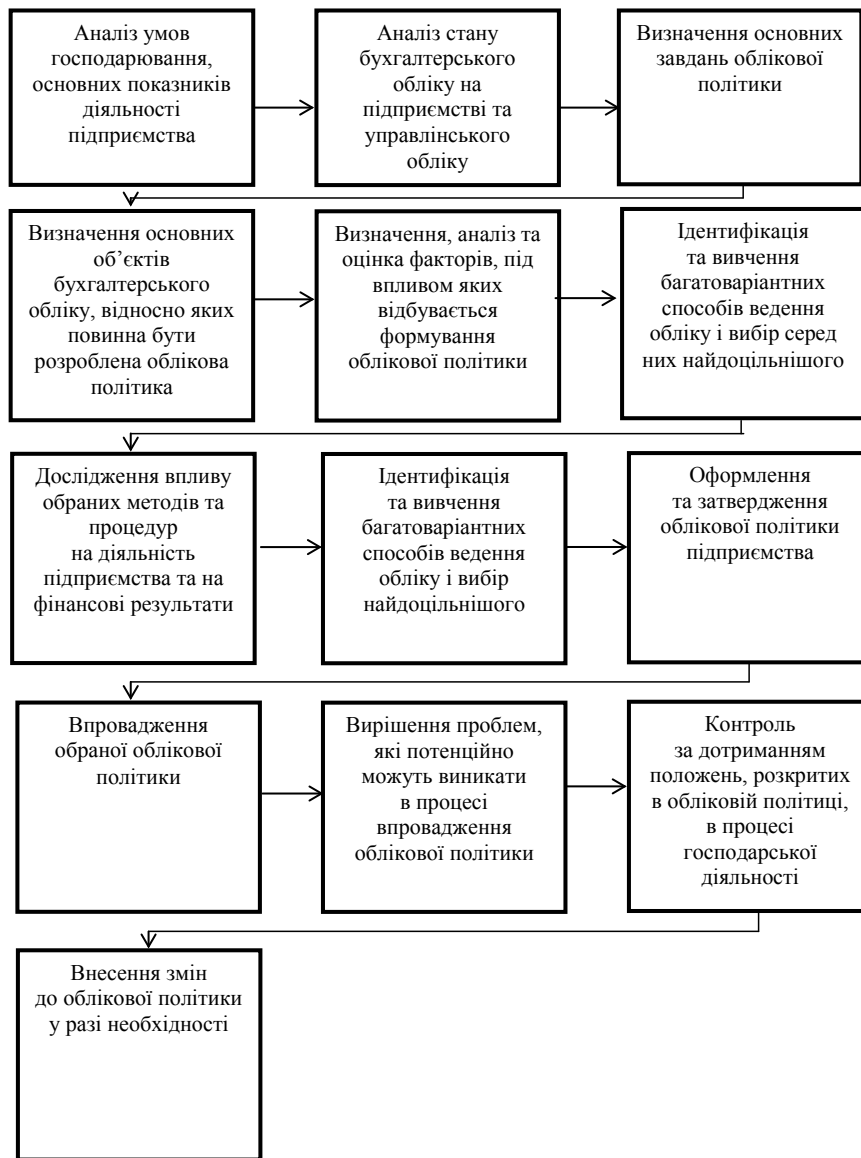 Аналіз умов
господарювання,
основних показників
діяльності
підприємства
Аналіз стану
бухгалтерського
обліку на
підприємстві та
управлінського
обліку
Визначення основних
завдань облікової
політики
Визначення основних
об’єктів
бухгалтерського
обліку, відносно яких
повинна бути
розроблена облікова
політика
Визначення, аналіз та
оцінка факторів, під
впливом яких
відбувається
формування
облікової політики
Ідентифікація
та вивчення
багатоваріантних
способів ведення
обліку і вибір серед
них найдоцільнішого
Дослідження впливу
обраних методів та
процедур
на діяльність
підприємства та на
фінансові результати
Ідентифікація
та вивчення
багатоваріантних
способів ведення
обліку і вибір
найдоцільнішого
Оформлення
та затвердження
облікової політики
підприємства
Впровадження
обраної облікової
політики
Вирішення проблем,
які потенційно
можуть виникати
в процесі
впровадження
облікової політики
Контроль
за дотриманням
положень, розкритих
в обліковій політиці,
в процесі
господарської
діяльності
Внесення змін
до облікової політики
у разі необхідності